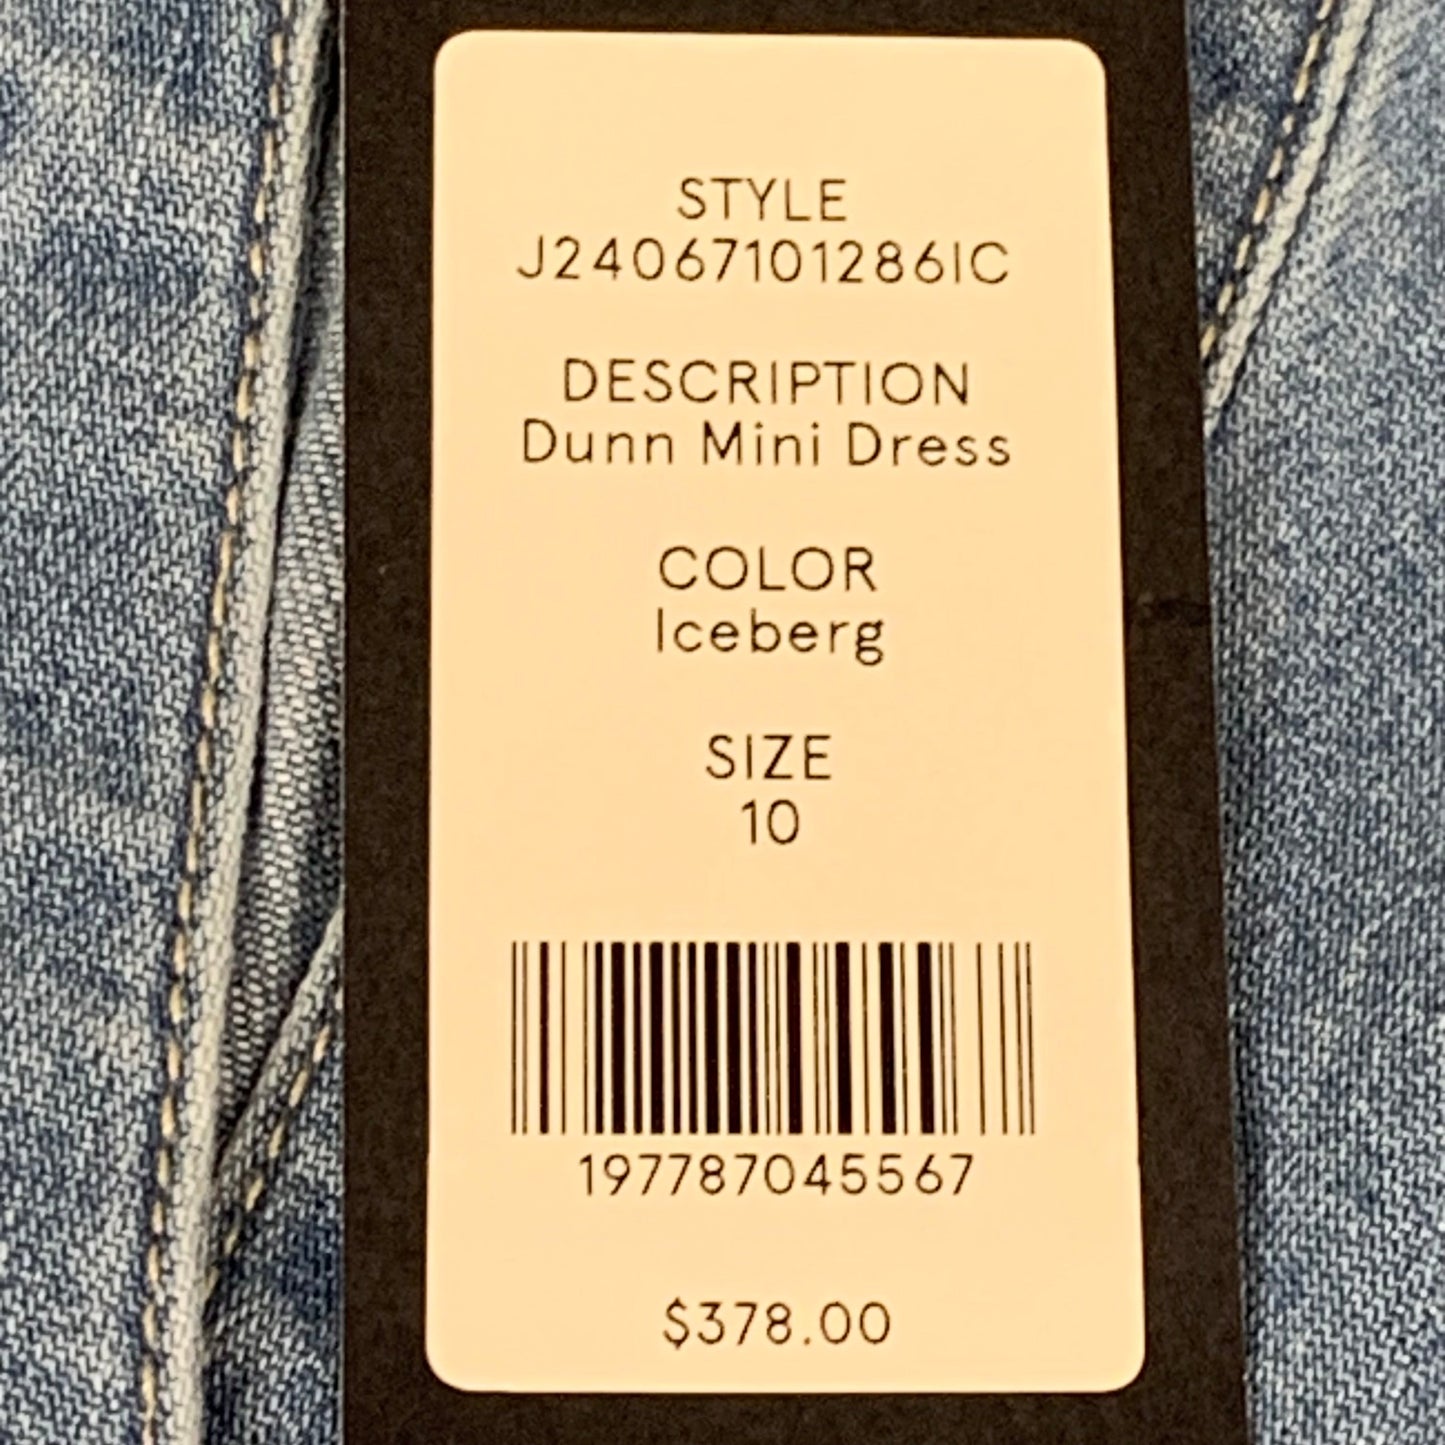 STYLE
J24067101286IC
DESCRIPTION
Dunn Mini Dress
COLOR
Iceberg
SIZE
10
197787045567
$378.00